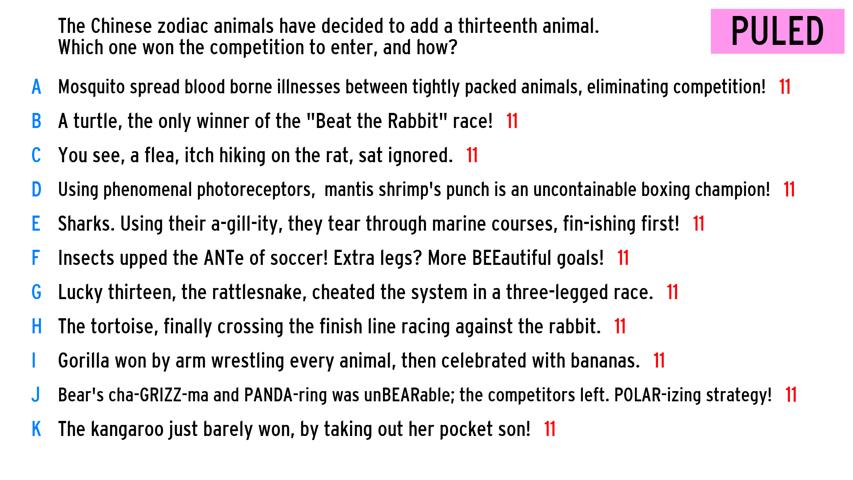 The Chinese zodiac animals have decided to add a thirteenth animal.
Which one won the competition to enter, and how?
PULED
A Mosquito spread blood borne illnesses between tightly packed animals, eliminating competition! 11
B A turtle, the only winner of the "Beat the Rabbit" race! 11
C You see, a flea, itch hiking on the rat, sat ignored. 11
D Using phenomenal photoreceptors, mantis shrimp's punch is an uncontainable boxing champion! 11
E Sharks. Using their a-gill-ity, they tear through marine courses, fin-ishing first! 11
F Insects upped the ANTe of soccer! Extra legs? More BEEautiful goals! 11
G Lucky thirteen, the rattlesnake, cheated the system in a three-legged race. 11
H The tortoise, finally crossing the finish line racing against the rabbit. 11
I Gorilla won by arm wrestling every animal, then celebrated with bananas. 11
J Bear's cha-GRIZZ-ma and PANDA-ring was unBEARable; the competitors left. POLAR-izing strategy! 11
K The kangaroo just barely won, by taking out her pocket son! 11